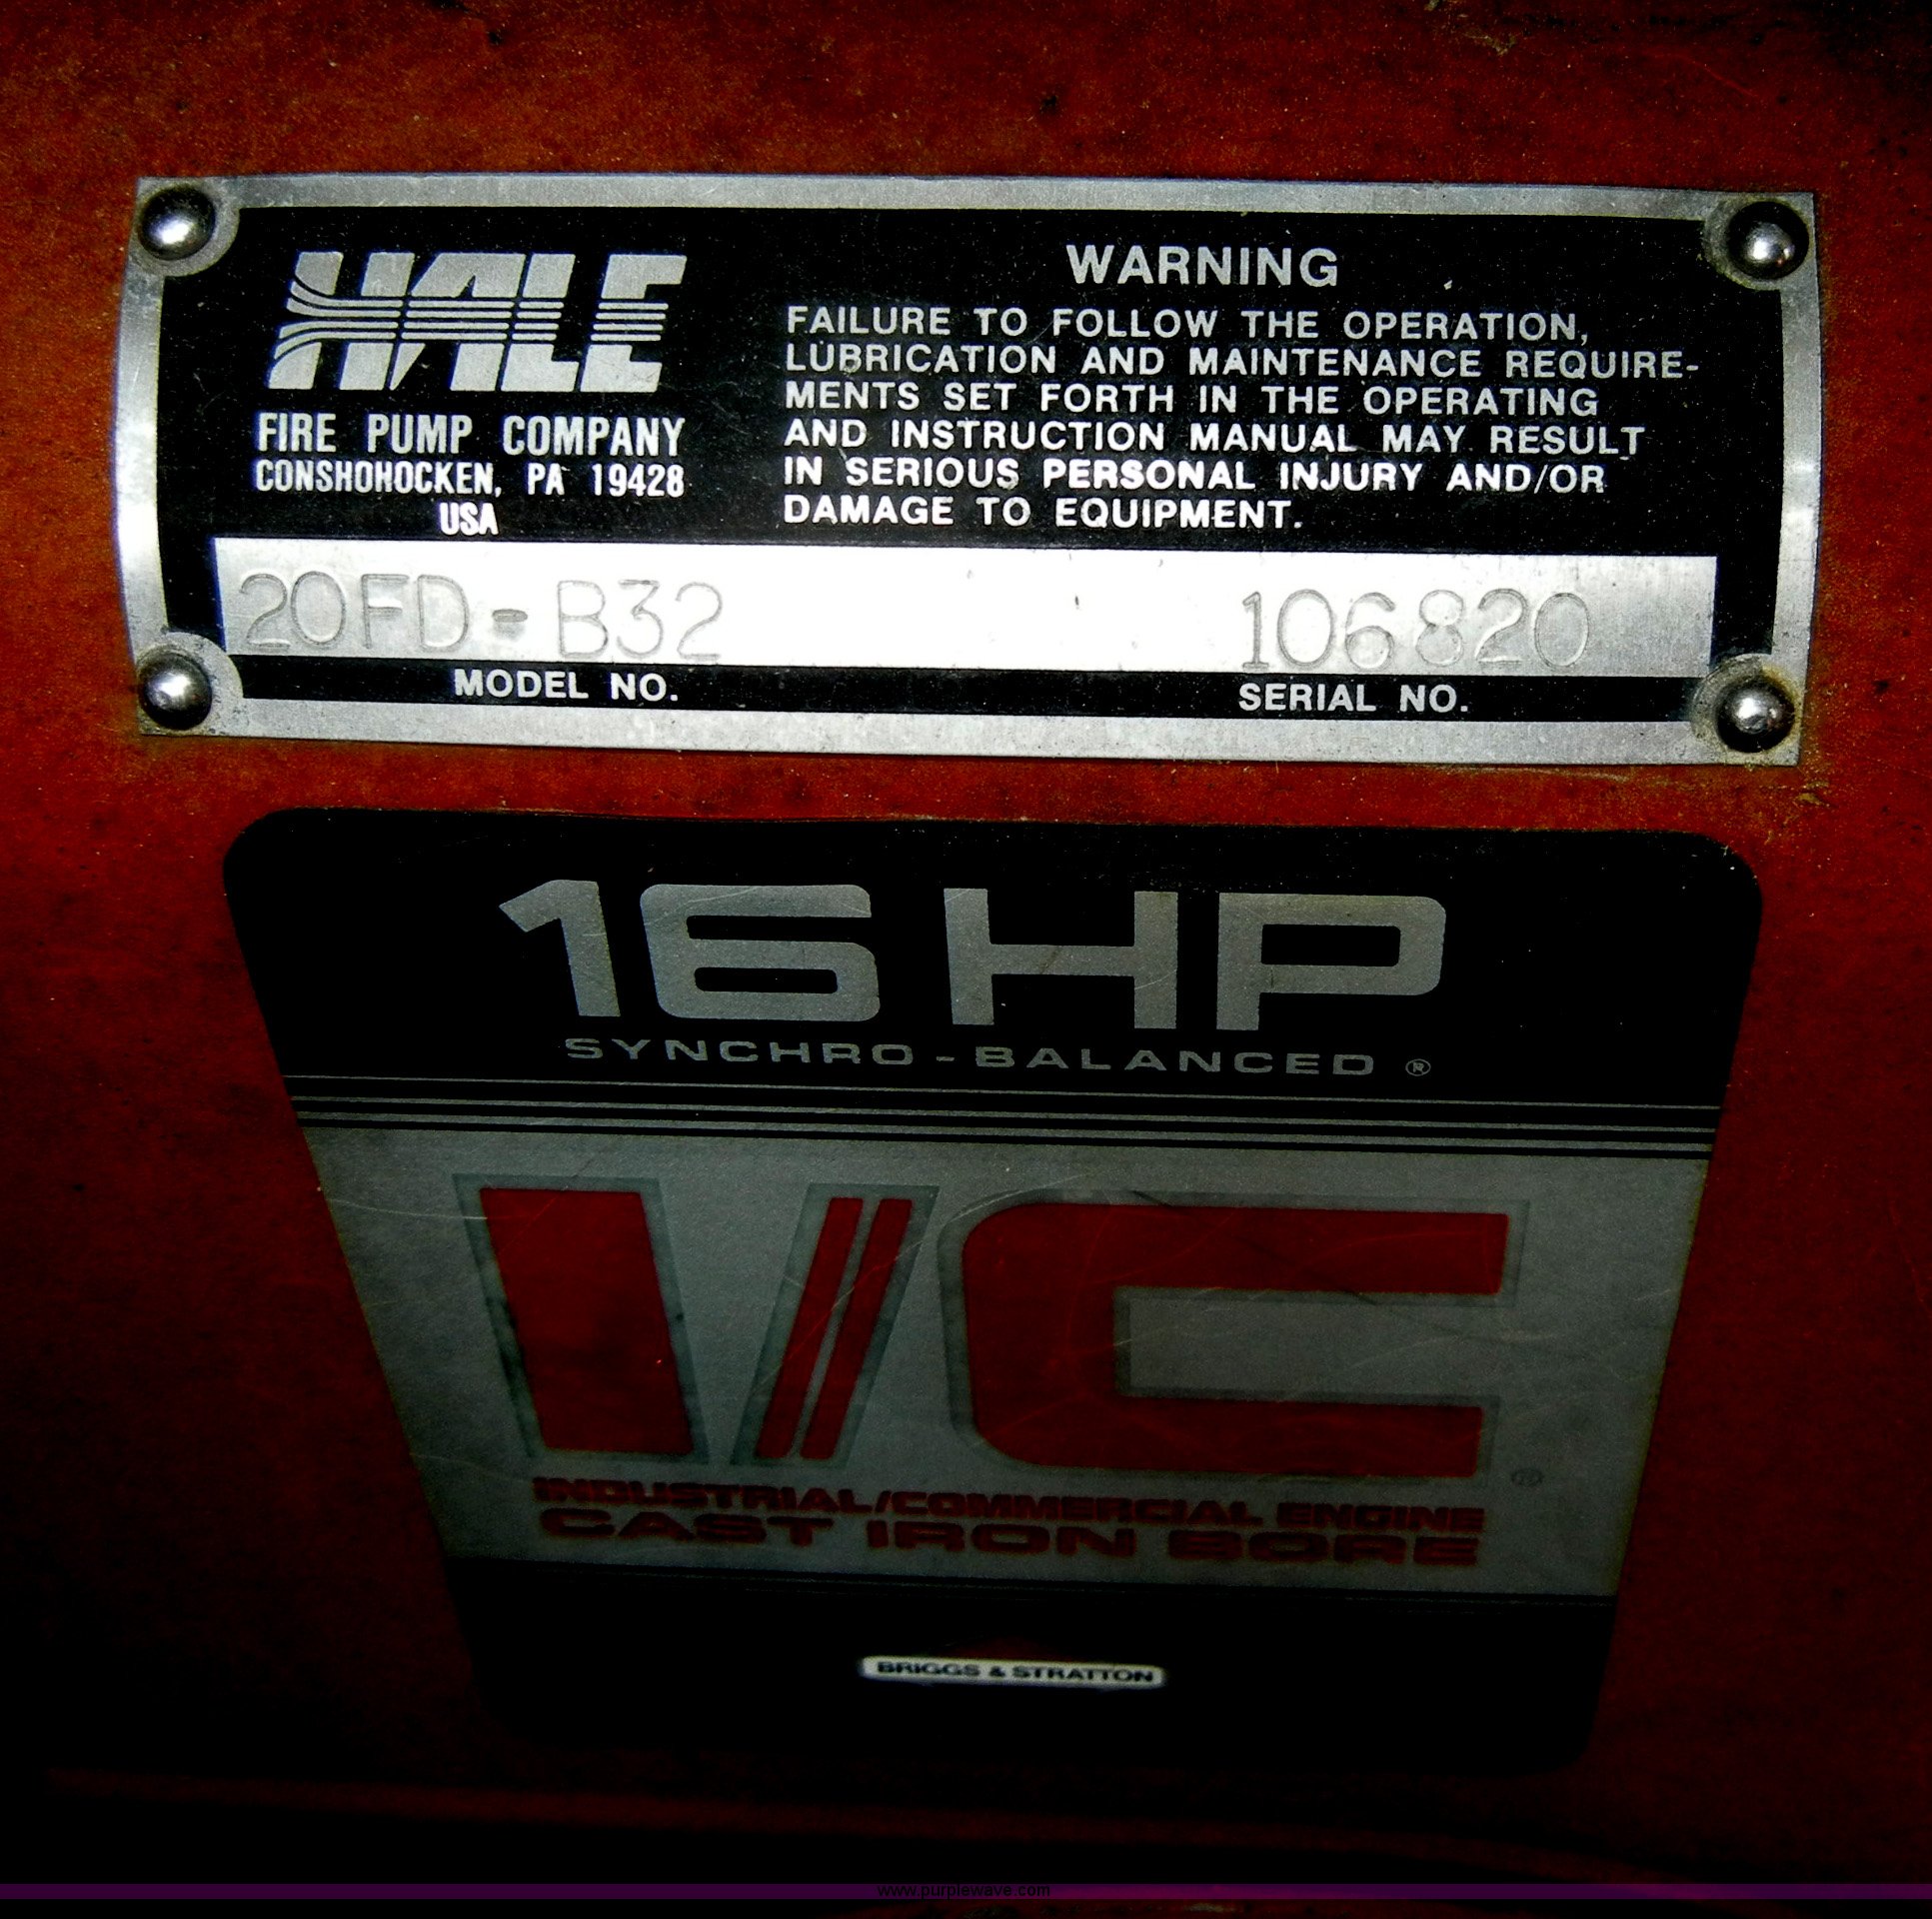 HALE
FIRE PUMP COMPANY
CONSHOHOCKEN, PA 19428
USA
WARNING
FAILURE TO FOLLOW THE OPERATION,
LUBRICATION AND MAINTENANCE REQUIRE-
MENTS SET FORTH IN THE OPERATING
AND INSTRUCTION MANUAL MAY RESULT
IN SERIOUS PERSONAL INJURY AND/OR
DAMAGE TO EQUIPMENT.
20FD-B32 106820
MODEL NO. SERIAL NO.
16 HP
SYNCHRO-BALANCED ®
I/C ®
INDUSTRIAL/COMMERCIAL ENGINE
CAST IRON BORE
BRIGGS & STRATTON
www.purplewave.com